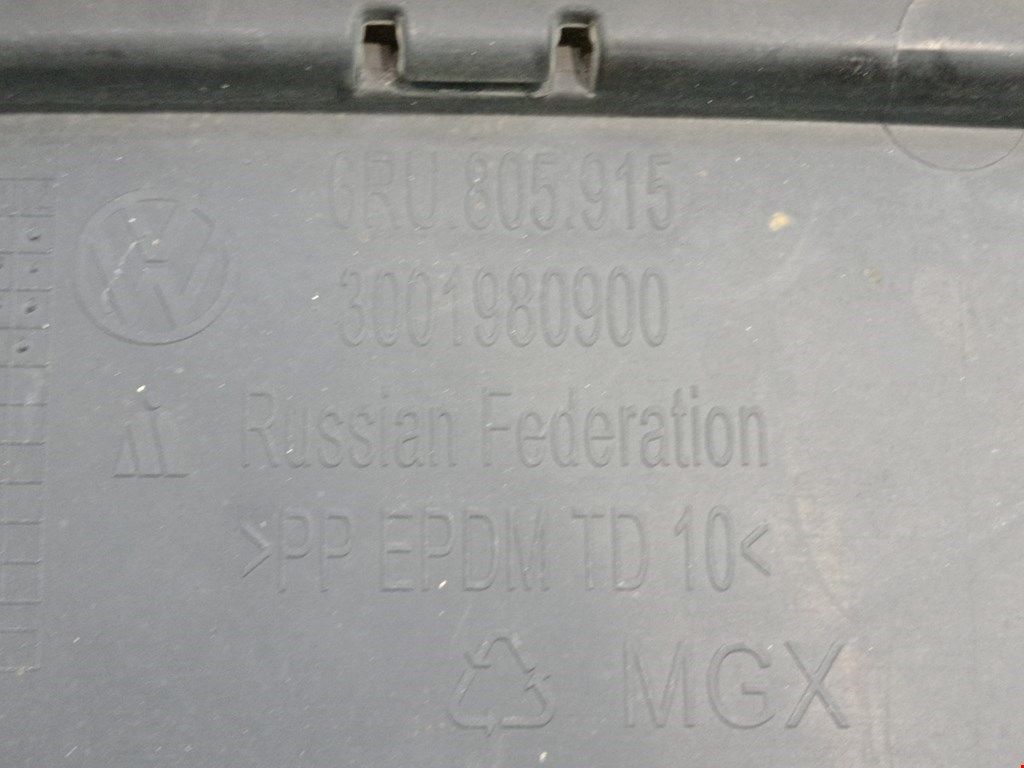 6RU.805.915
3001980900
Russian Federation
>PP EPDM TD 10<
MGX